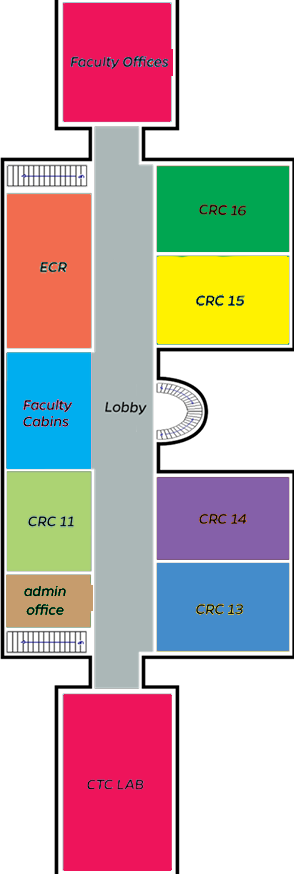 Faculty Offices
CRC 16
ECR
CRC 15
Faculty
Cabins
Lobby
CRC 11
CRC 14
admin
office
CRC 13
CTC LAB